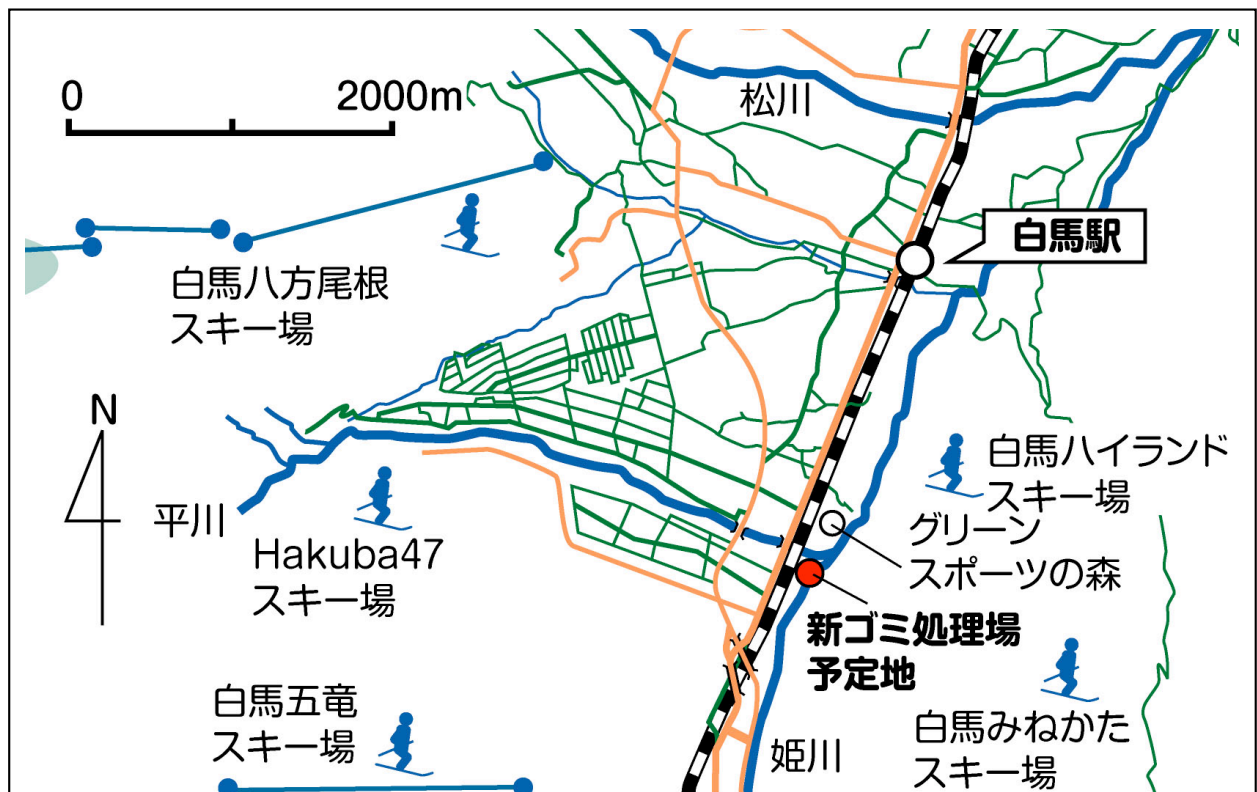 0
2000m
松川
白馬駅
白馬八方尾根
スキー場
N
平川
Hakuba47
スキー場
白馬ハイランド
スキー場
グリーン
スポーツの森
新ゴミ処理場
予定地
白馬五竜
スキー場
姫川
白馬みねかた
スキー場